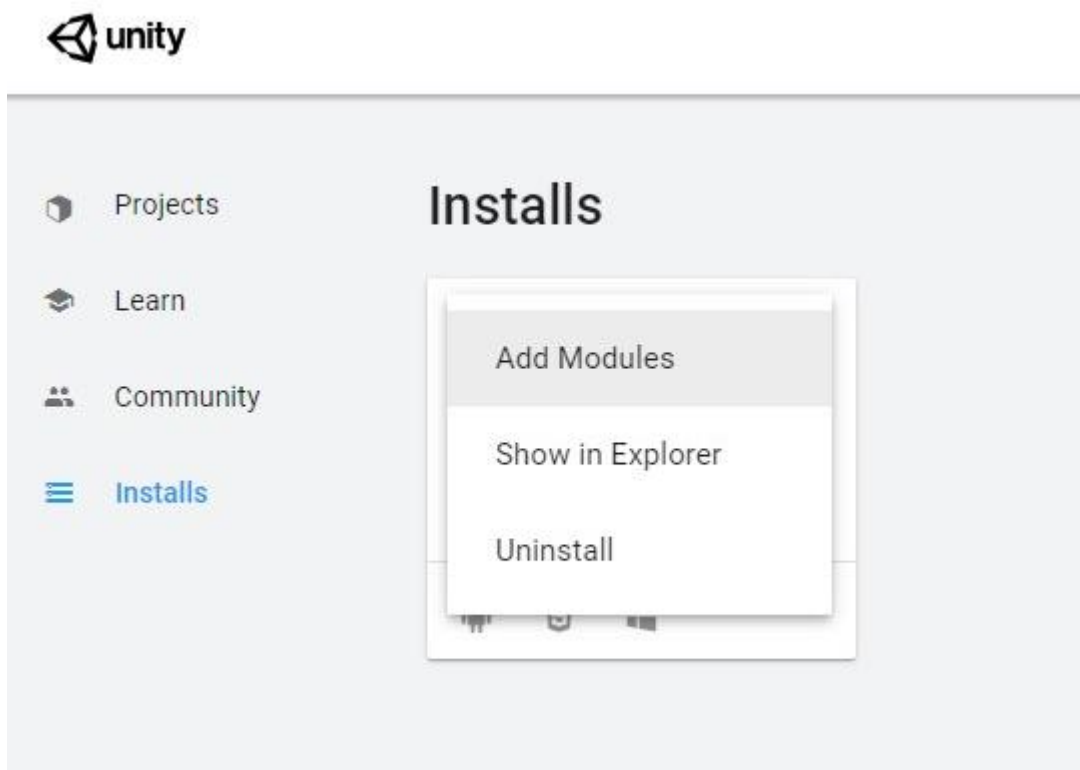 unity
Projects
Learn
Community
Installs
Installs
Add Modules
Show in Explorer
Uninstall